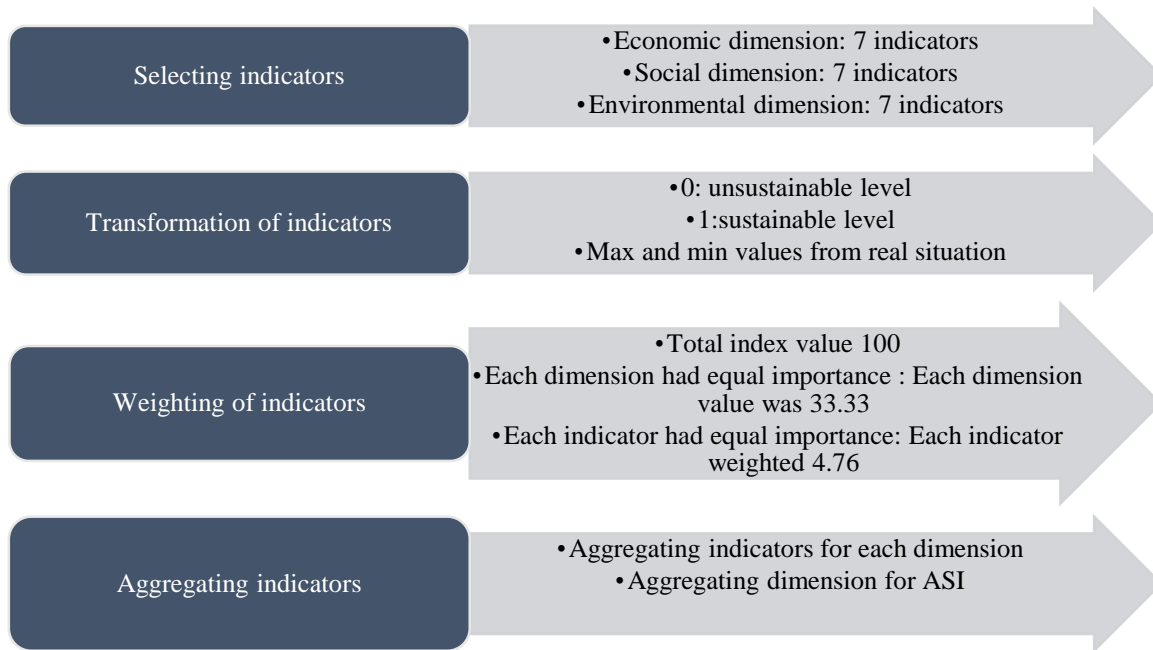 Selecting indicators
•Economic dimension: 7 indicators
•Social dimension: 7 indicators
•Environmental dimension: 7 indicators
Transformation of indicators
•0: unsustainable level
•1:sustainable level
•Max and min values from real situation
Weighting of indicators
•Total index value 100
•Each dimension had equal importance : Each dimension
value was 33.33
•Each indicator had equal importance: Each indicator
weighted 4.76
Aggregating indicators
•Aggregating indicators for each dimension
•Aggregating dimension for ASI